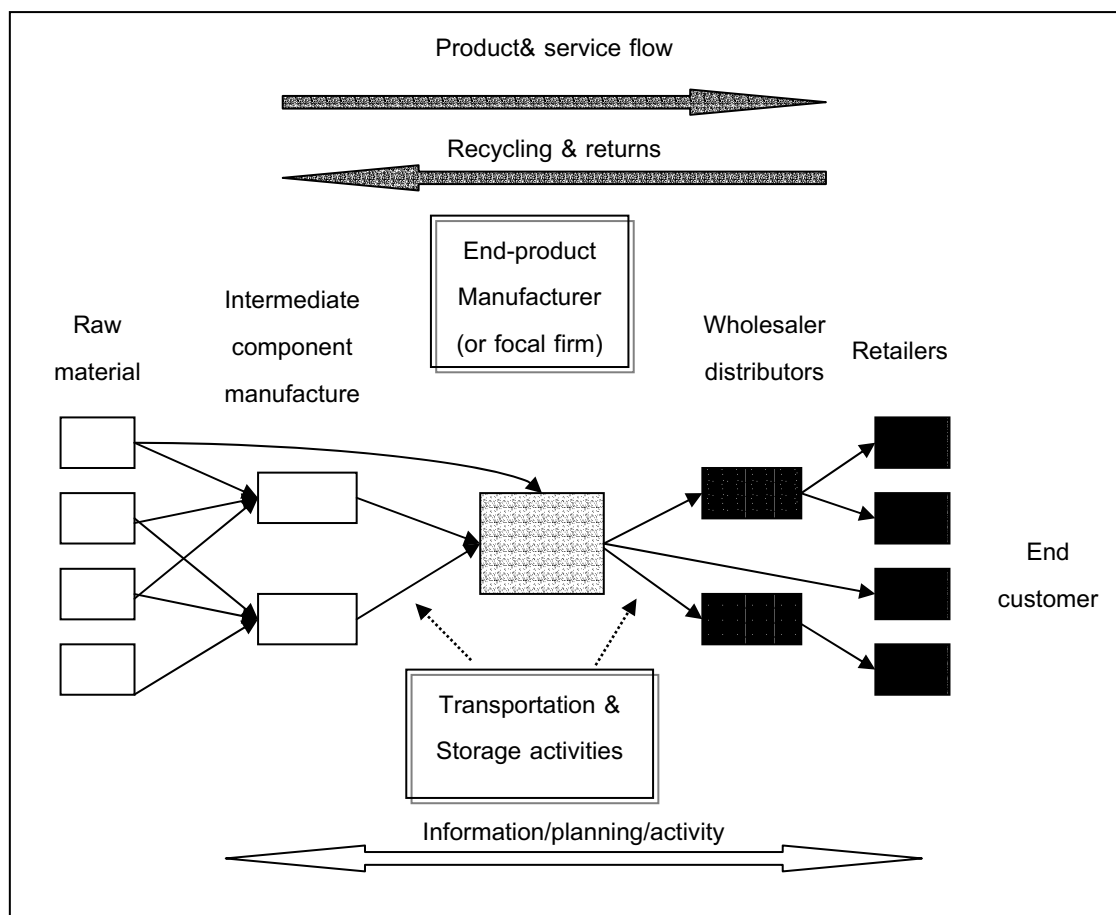 Product& service flow
Recycling & returns
End-product
Manufacturer
(or focal firm)
Raw
material
Intermediate
component
manufacture
Wholesaler
distributors
Retailers
End
customer
Transportation &
Storage activities
Information/planning/activity